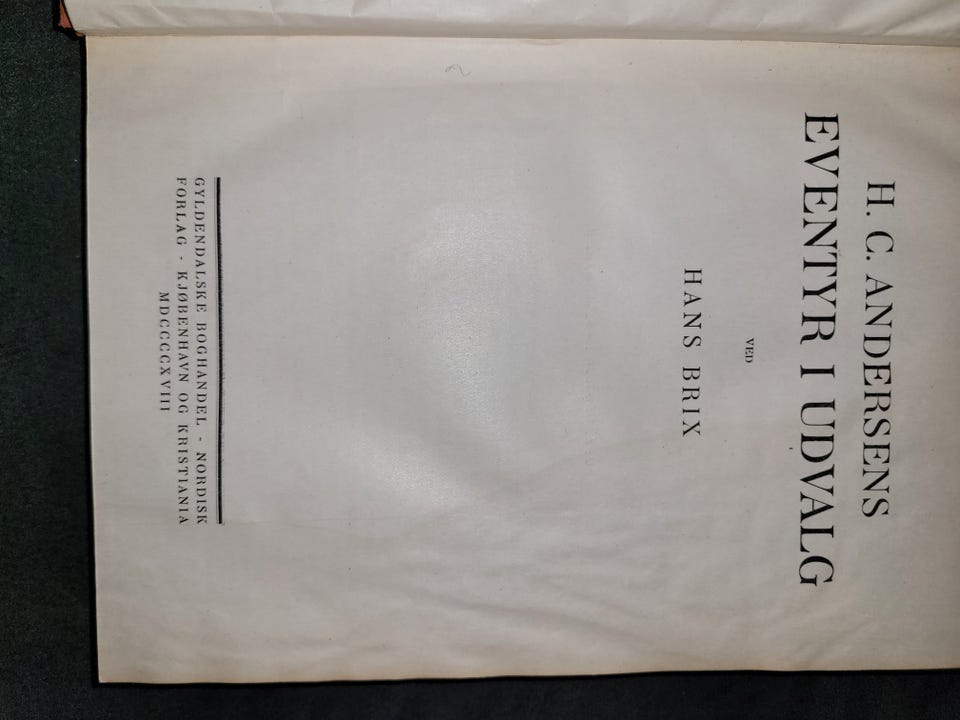 H. C. ANDERSENS
EVENTYR I UDVALG
VED
HANS BRIX
GYLDENDALSKE BOGHANDEL - NORDISK
FORLAG - KJØBENHAVN OG KRISTIANIA
MDCCCCXVIII